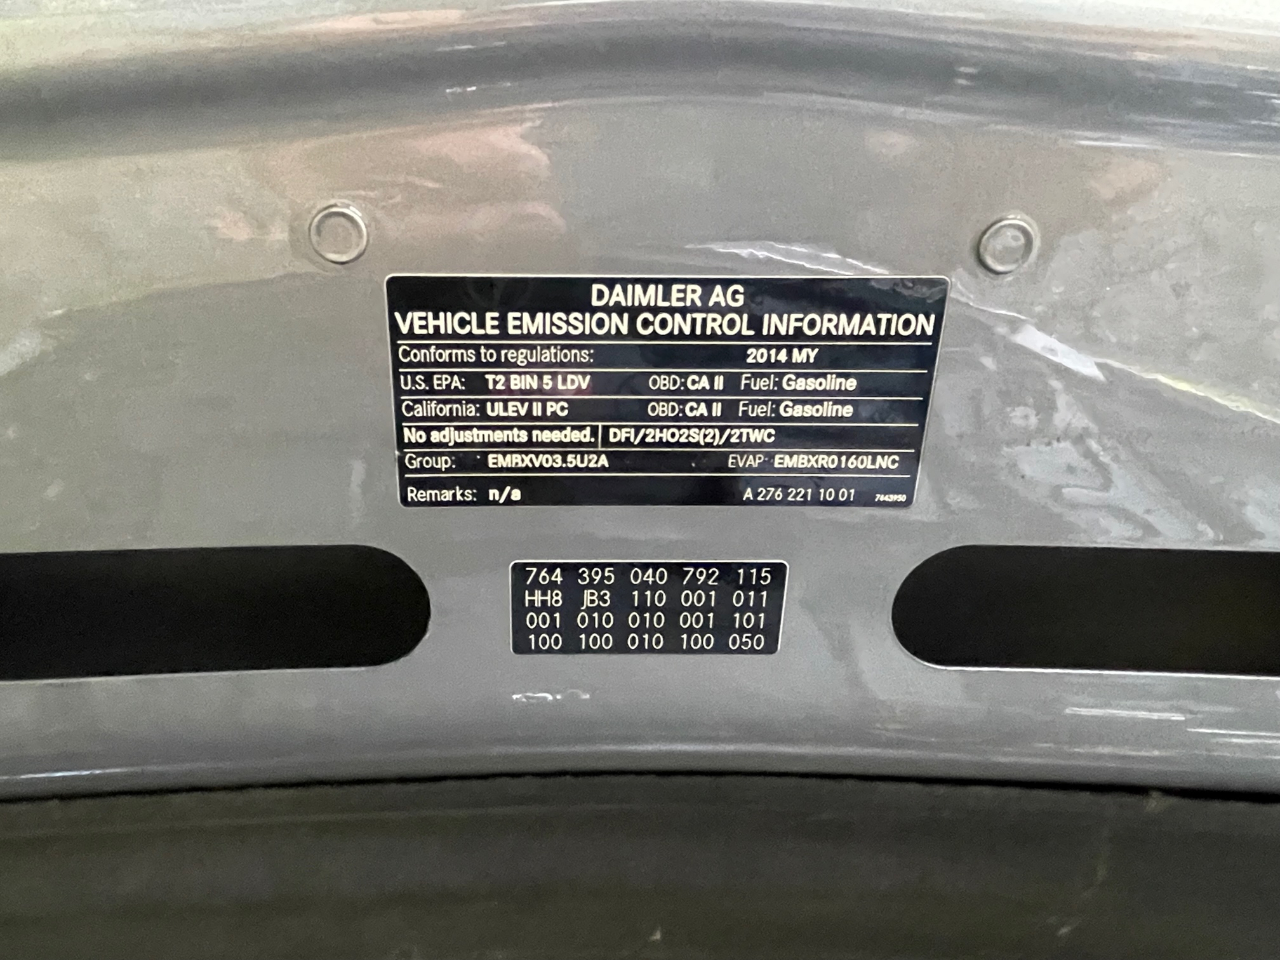 DAIMLER AG
VEHICLE EMISSION CONTROL INFORMATION
Conforms to regulations: 2014 MY
U.S. EPA: T2 BIN 5 LDV OBD: CA II Fuel: Gasoline
California: ULEV II PC OBD: CA II Fuel: Gasoline
No adjustments needed. DFI/2HO2S(2)/2TWC
Group: EMBXV03.5U2A EVAP: EMBXR0160LNC
Remarks: n/a A 276 221 10 01 7443950
764 395 040 792 115
HH8 JB3 110 001 011
001 010 010 001 101
100 100 010 100 050